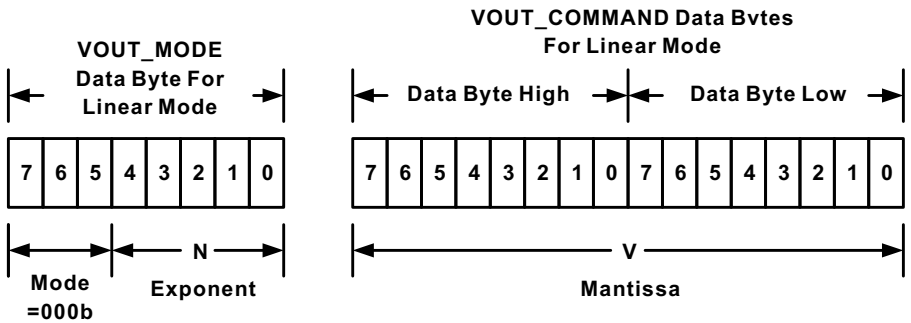 VOUT_MODE
Data Byte For
Linear Mode
VOUT_COMMAND Data Bvtes
For Linear Mode
Data Byte High
Data Byte Low
7 6 5 4 3 2 1 0
7 6 5 4 3 2 1 0 7 6 5 4 3 2 1 0
N
V
Mode
=000b
Exponent
Mantissa